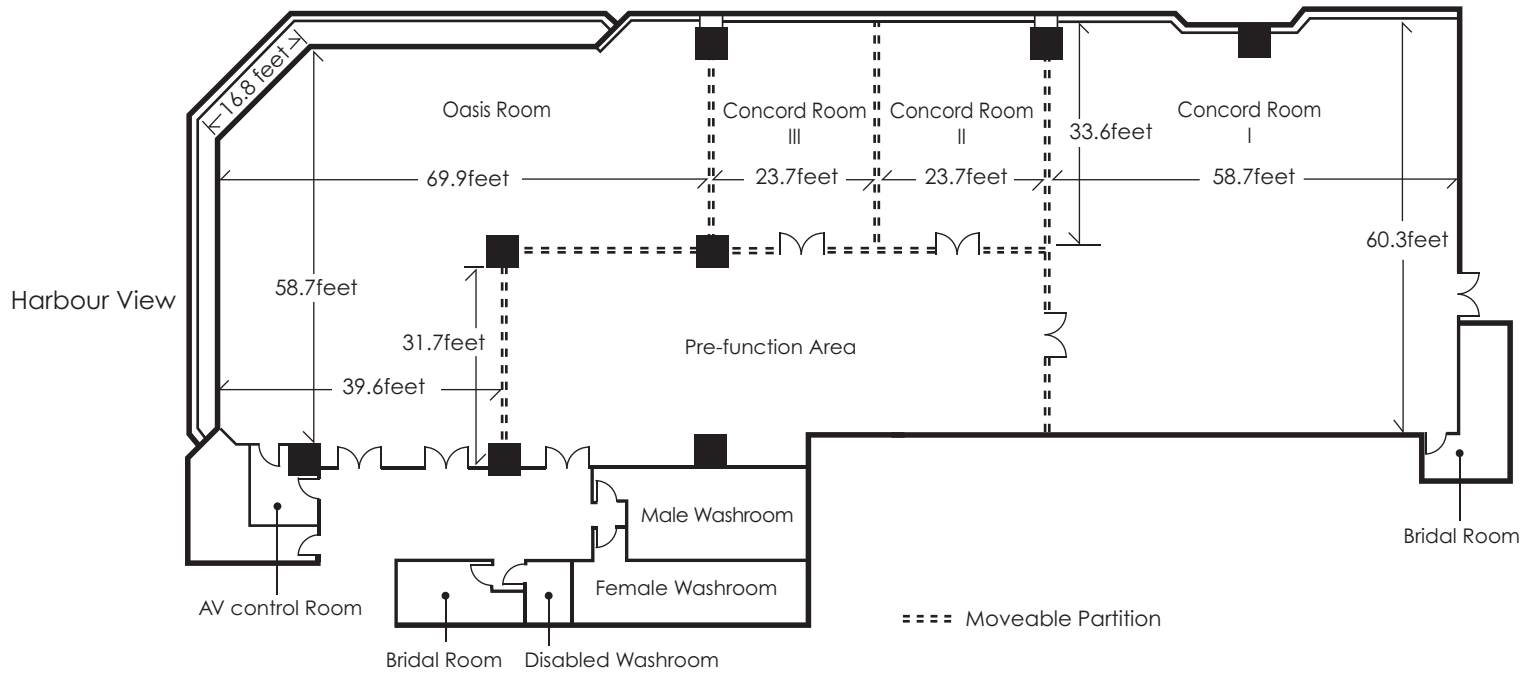 16.8 feet
Oasis Room
Concord Room
III
Concord Room
II
33.6feet
Concord Room
I
69.9feet
23.7feet
23.7feet
58.7feet
60.3feet
Harbour View
58.7feet
31.7feet
Pre-function Area
39.6feet
Male Washroom
Bridal Room
Female Washroom
AV control Room
Moveable Partition
Bridal Room
Disabled Washroom